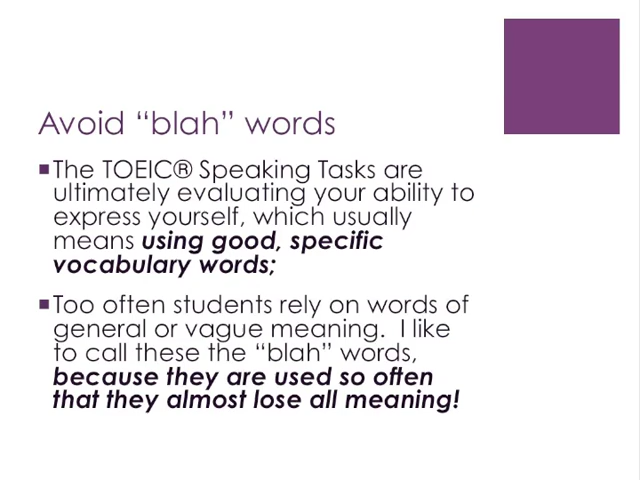 Avoid “blah” words
■The TOEIC® Speaking Tasks are
ultimately evaluating your ability to
express yourself, which usually
means using good, specific
vocabulary words;
■Too often students rely on words of
general or vague meaning.  I like
to call these the “blah” words,
because they are used so often
that they almost lose all meaning!